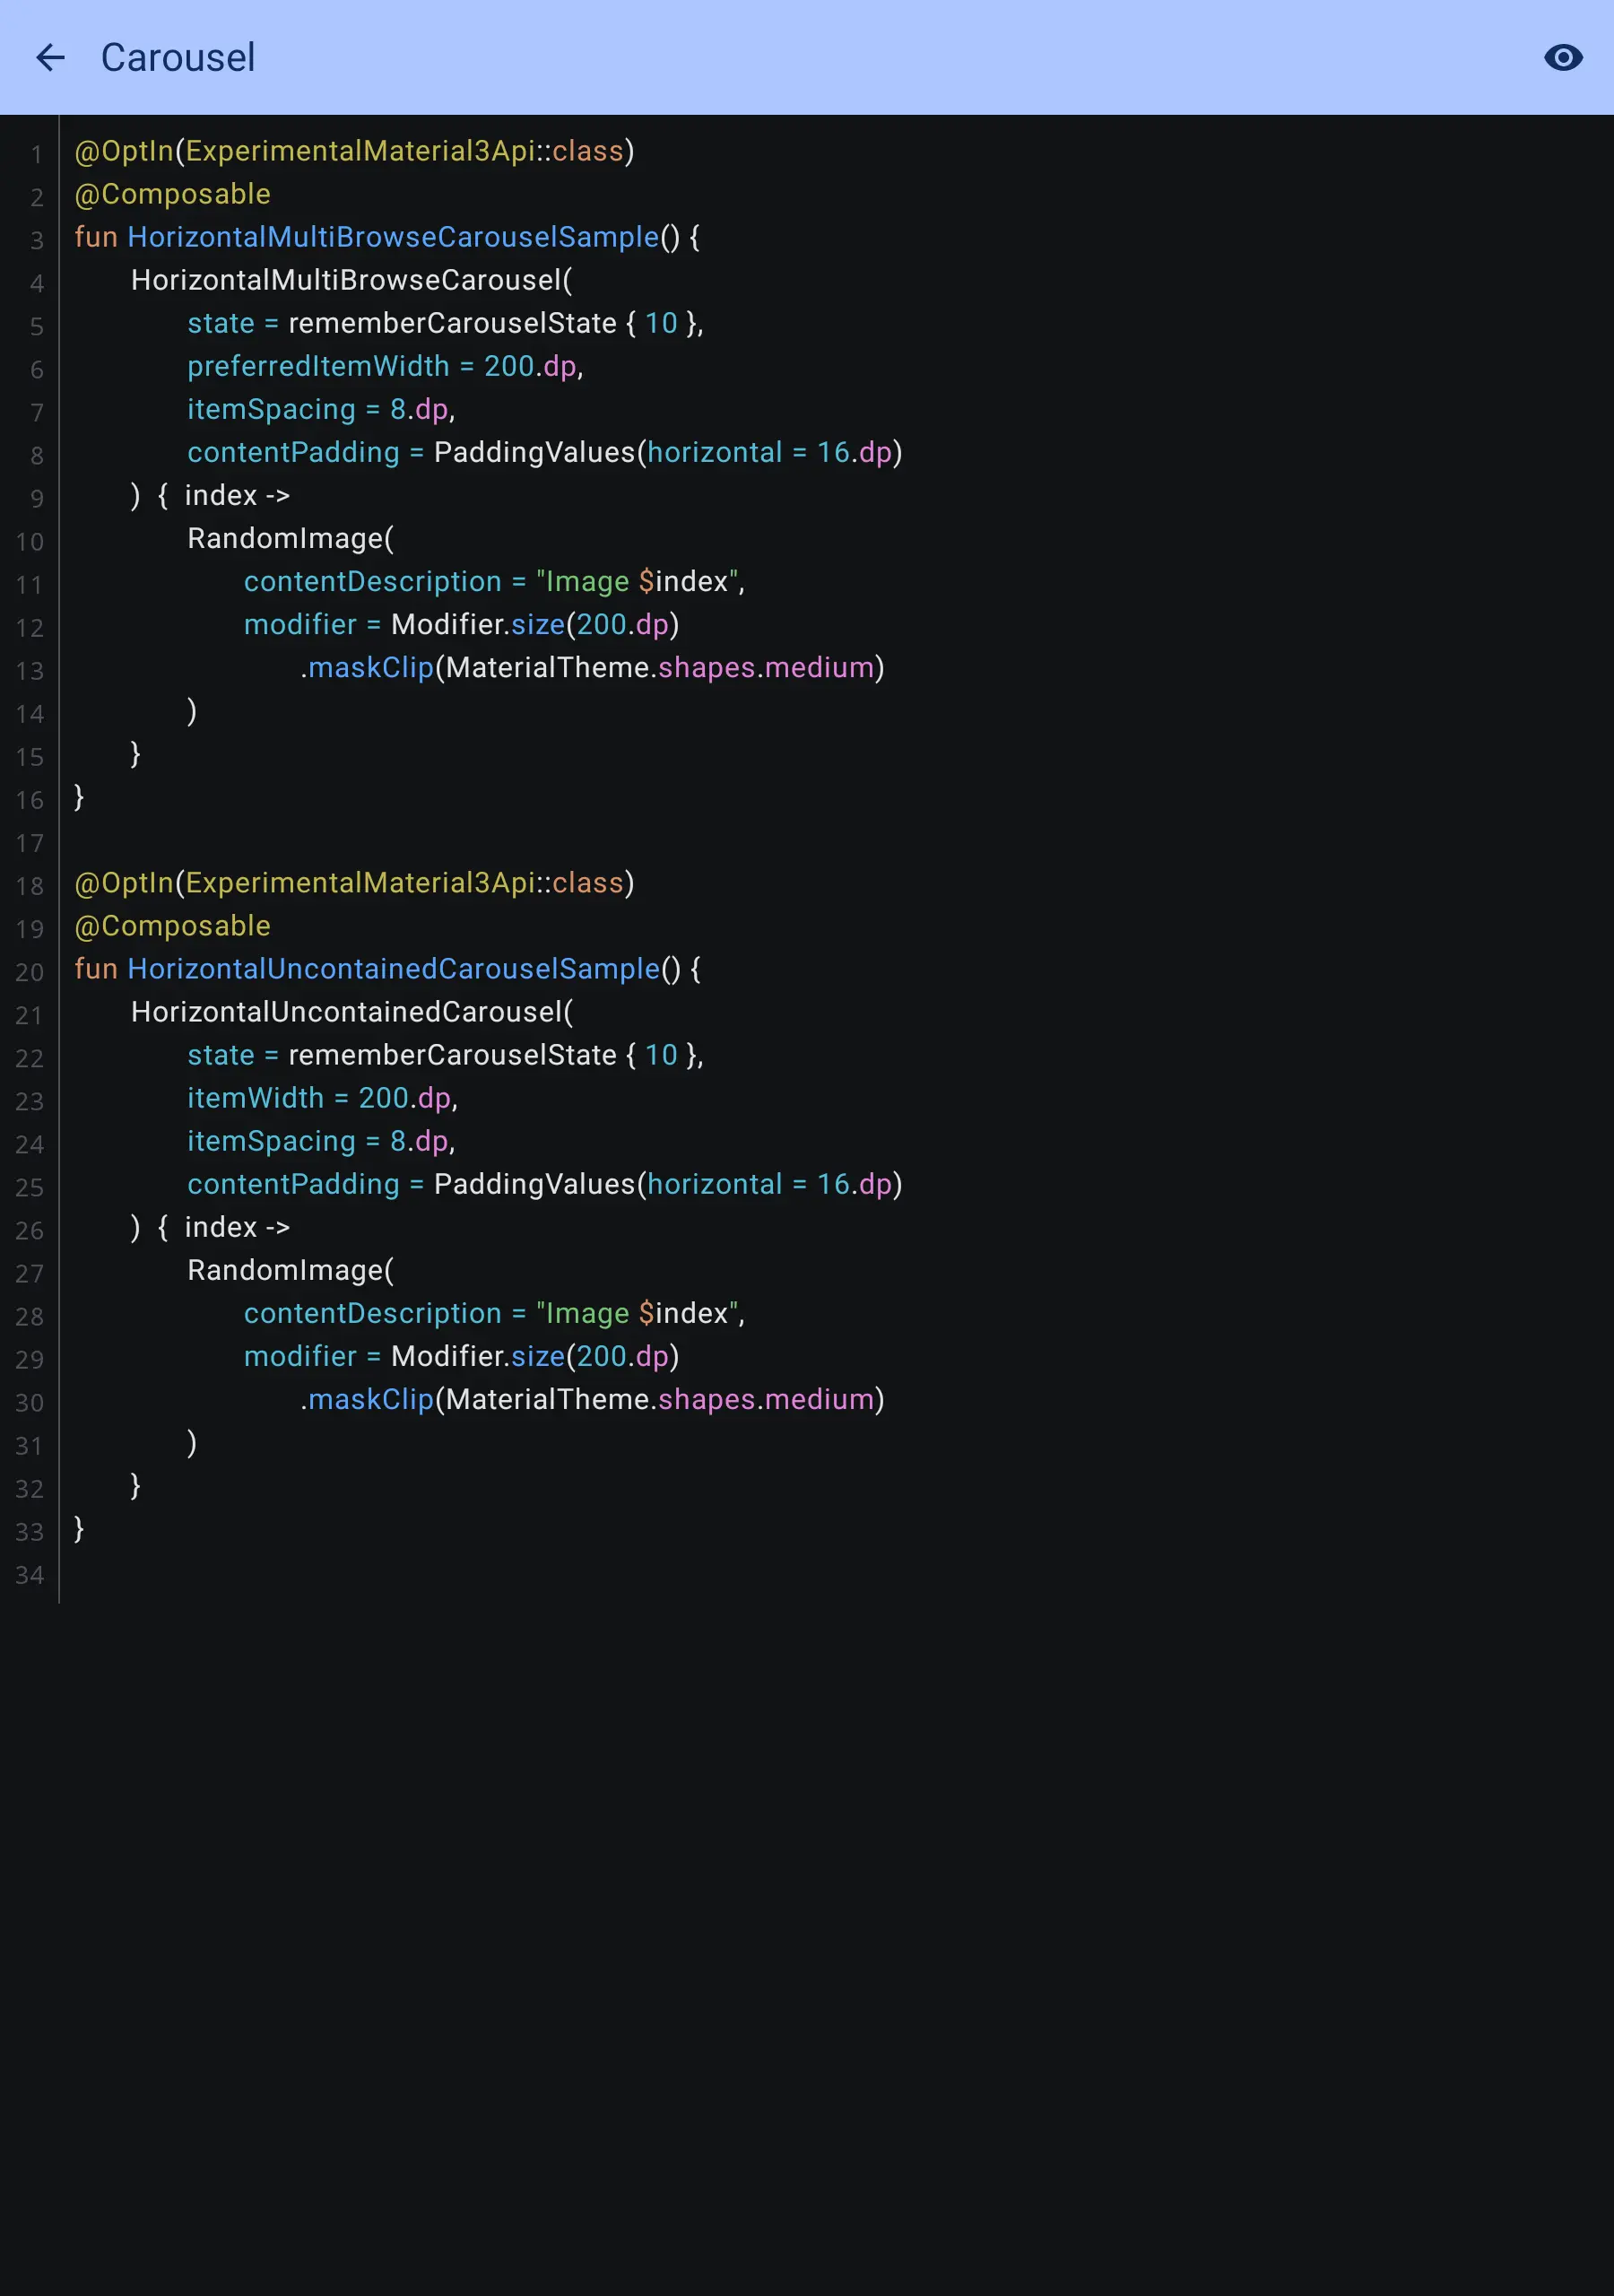 Carousel
1 @OptIn(ExperimentalMaterial3Api::class)
2 @Composable
3 fun HorizontalMultiBrowseCarouselSample() {
4     HorizontalMultiBrowseCarousel(
5         state = rememberCarouselState { 10 },
6         preferredItemWidth = 200.dp,
7         itemSpacing = 8.dp,
8         contentPadding = PaddingValues(horizontal = 16.dp)
9     ) { index ->
10         RandomImage(
11             contentDescription = "Image $index",
12             modifier = Modifier.size(200.dp)
13                 .maskClip(MaterialTheme.shapes.medium)
14         )
15     }
16 }
17
18 @OptIn(ExperimentalMaterial3Api::class)
19 @Composable
20 fun HorizontalUncontainedCarouselSample() {
21     HorizontalUncontainedCarousel(
22         state = rememberCarouselState { 10 },
23         itemWidth = 200.dp,
24         itemSpacing = 8.dp,
25         contentPadding = PaddingValues(horizontal = 16.dp)
26     ) { index ->
27         RandomImage(
28             contentDescription = "Image $index",
29             modifier = Modifier.size(200.dp)
30                 .maskClip(MaterialTheme.shapes.medium)
31         )
32     }
33 }
34